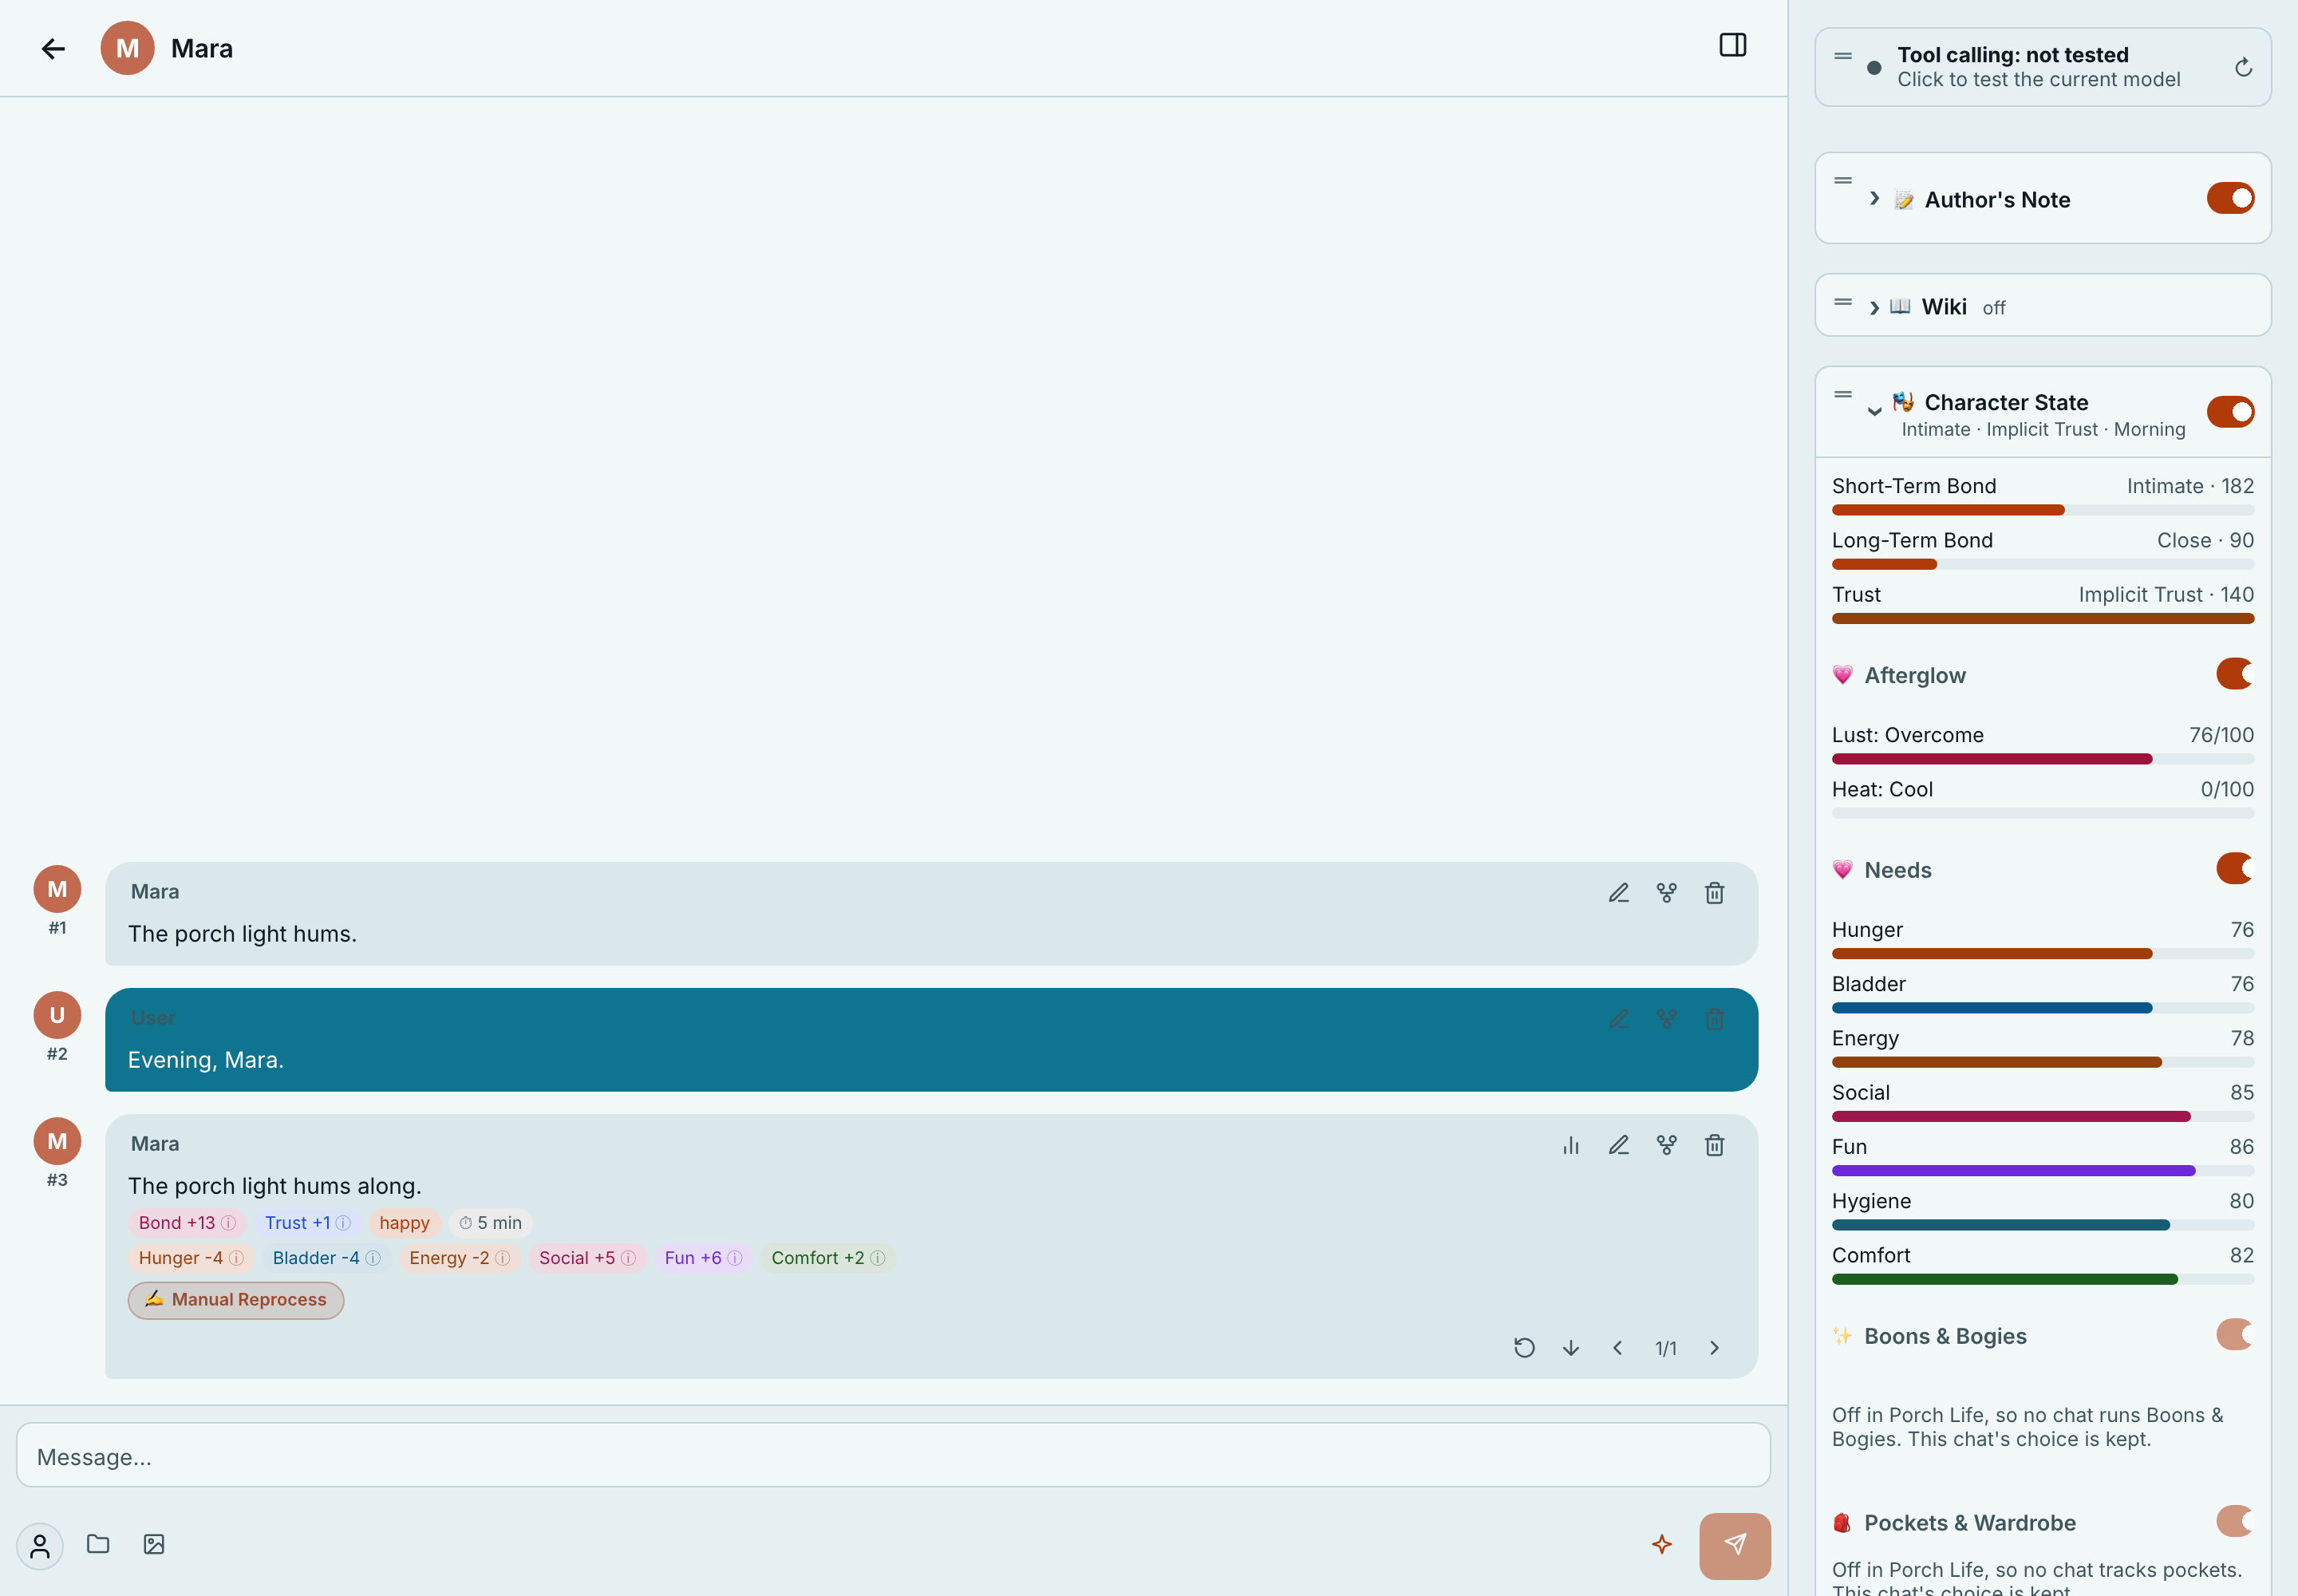 M Mara
Mara
The porch light hums.
M
#1
User
Evening, Mara.
U
#2
Mara
The porch light hums along.
M
#3
Bond +13 Trust +1 happy 5 min
Hunger -4 Bladder -4 Energy -2 Social +5 Fun +6 Comfort +2
Manual Reprocess
1/1
Message...
Tool calling: not tested
Click to test the current model
Author's Note
Wiki off
Character State
Intimate · Implicit Trust · Morning
Short-Term Bond Intimate · 182
Long-Term Bond Close · 90
Trust Implicit Trust · 140
Afterglow
Lust: Overcome 76/100
Heat: Cool 0/100
Needs
Hunger 76
Bladder 76
Energy 78
Social 85
Fun 86
Hygiene 80
Comfort 82
Boons & Bogies
Off in Porch Life, so no chat runs Boons &
Bogies. This chat's choice is kept.
Pockets & Wardrobe
Off in Porch Life, so no chat tracks pockets.
This chat's choice is kept